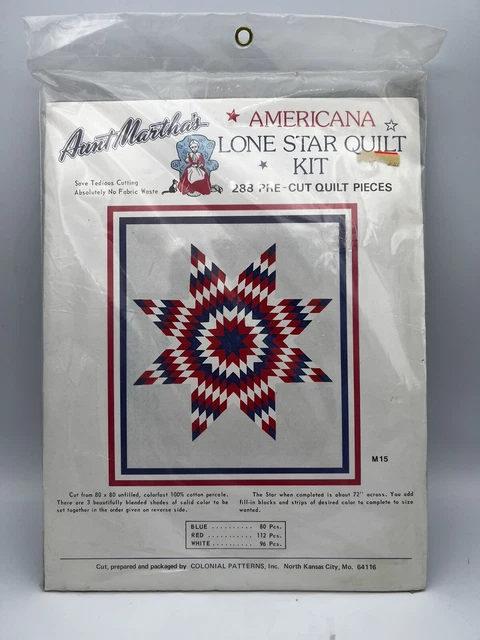 Aunt Martha's
AMERICANA
LONE STAR QUILT
KIT
288 PRE-CUT QUILT PIECES
Save Tedious Cutting
Absolutely No Fabric Waste
M15
Cut from 80 x 80 unfilled, colorfast 100% cotton percale.
There are 3 beautifully blended shades of solid color to be
set together in the order given on reverse side.
The Star when completed is about 72" across. You add
fill-in blocks and strips of desired color to complete to size
wanted.
BLUE .......... 80 Pcs.
RED ........... 112 Pcs.
WHITE .......... 96 Pcs.
Cut, prepared and packaged by COLONIAL PATTERNS, Inc. North Kansas City, Mo. 64116